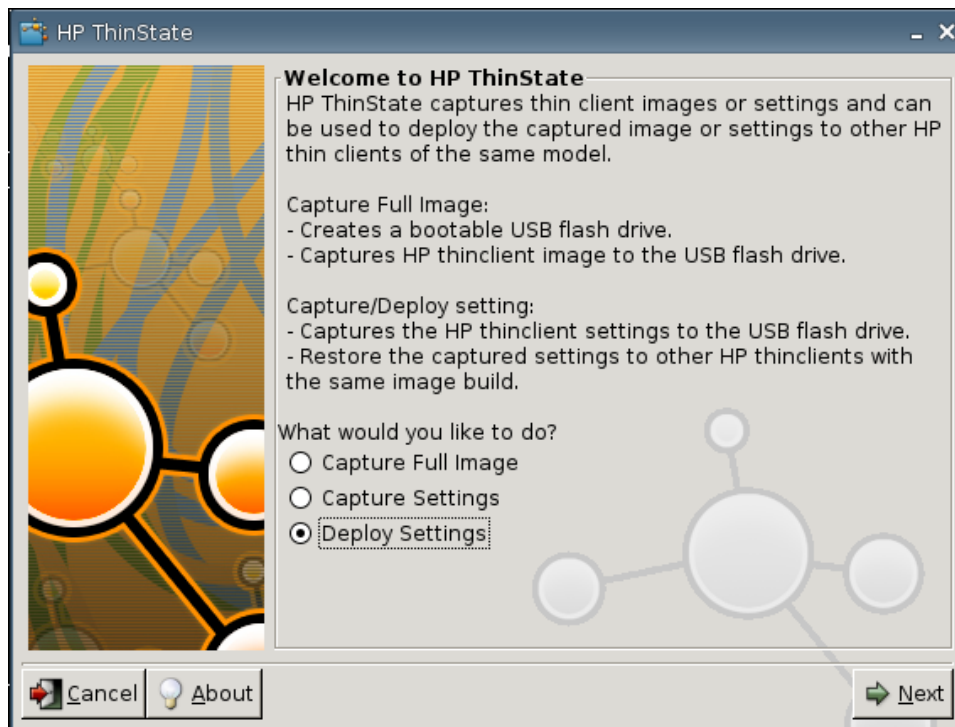 HP ThinState
Welcome to HP ThinState
HP ThinState captures thin client images or settings and can
be used to deploy the captured image or settings to other HP
thin clients of the same model.
Capture Full Image:
- Creates a bootable USB flash drive.
- Captures HP thinclient image to the USB flash drive.
Capture/Deploy setting:
- Captures the HP thinclient settings to the USB flash drive.
- Restore the captured settings to other HP thinclients with
the same image build.
What would you like to do?
Capture Full Image
Capture Settings
Deploy Settings
Cancel
About
Next